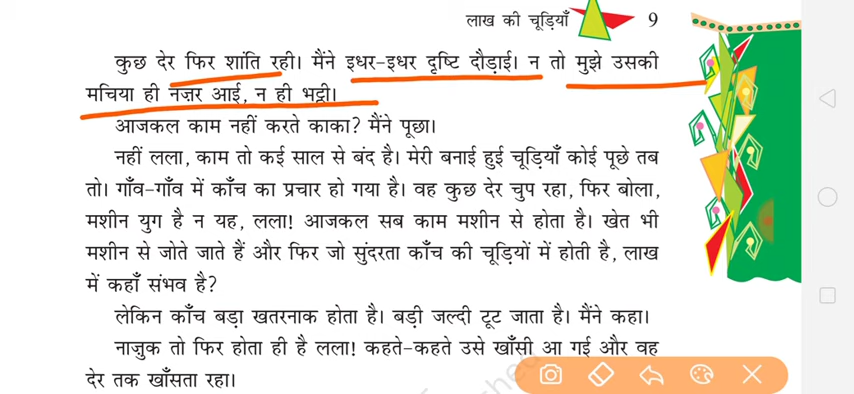 लाख की चूड़ियाँ 9
कुछ देर फिर शांति रही। मैंने इधर-इधर दृष्टि दौड़ाई। न तो मुझे उसकी
मचिया ही नज़र आई, न ही भट्ठी।
आजकल काम नहीं करते काका? मैंने पूछा।
नहीं लला, काम तो कई साल से बंद है। मेरी बनाई हुई चूड़ियाँ कोई पूछे तब
तो। गाँव-गाँव में काँच का प्रचार हो गया है। वह कुछ देर चुप रहा, फिर बोला,
मशीन युग है न यह, लला! आजकल सब काम मशीन से होता है। खेत भी
मशीन से जोते जाते हैं और फिर जो सुंदरता काँच की चूड़ियों में होती है, लाख
में कहाँ संभव है?
लेकिन काँच बड़ा खतरनाक होता है। बड़ी जल्दी टूट जाता है। मैंने कहा।
नाज़ुक तो फिर होता ही है लला! कहते-कहते उसे खाँसी आ गई और वह
देर तक खाँसता रहा।